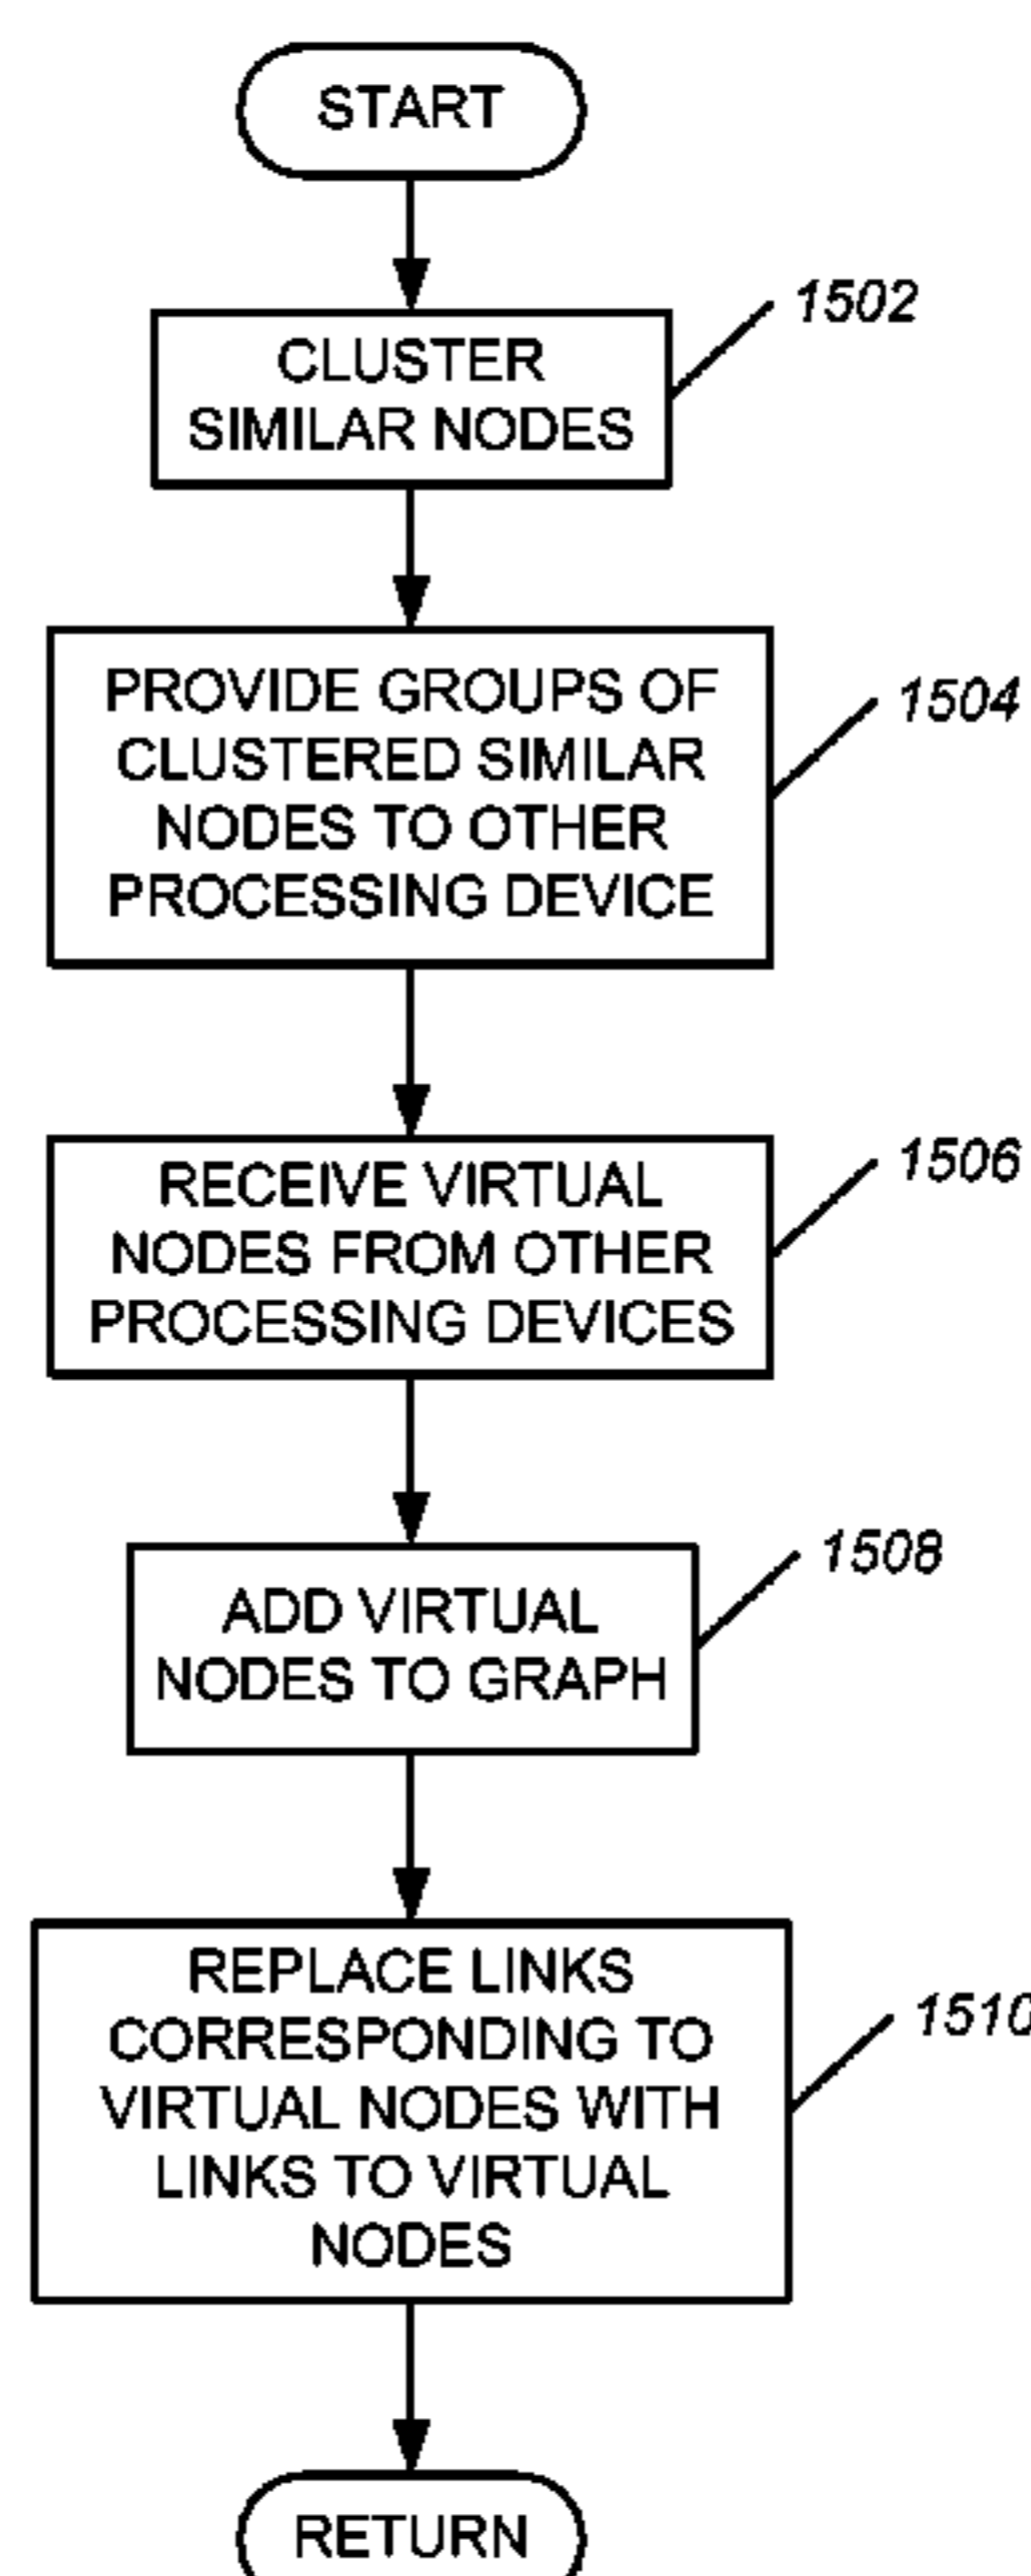 START
1502
CLUSTER
SIMILAR NODES
1504
PROVIDE GROUPS OF
CLUSTERED SIMILAR
NODES TO OTHER
PROCESSING DEVICE
1506
RECEIVE VIRTUAL
NODES FROM OTHER
PROCESSING DEVICES
1508
ADD VIRTUAL
NODES TO GRAPH
1510
REPLACE LINKS
CORRESPONDING TO
VIRTUAL NODES WITH
LINKS TO VIRTUAL
NODES
RETURN